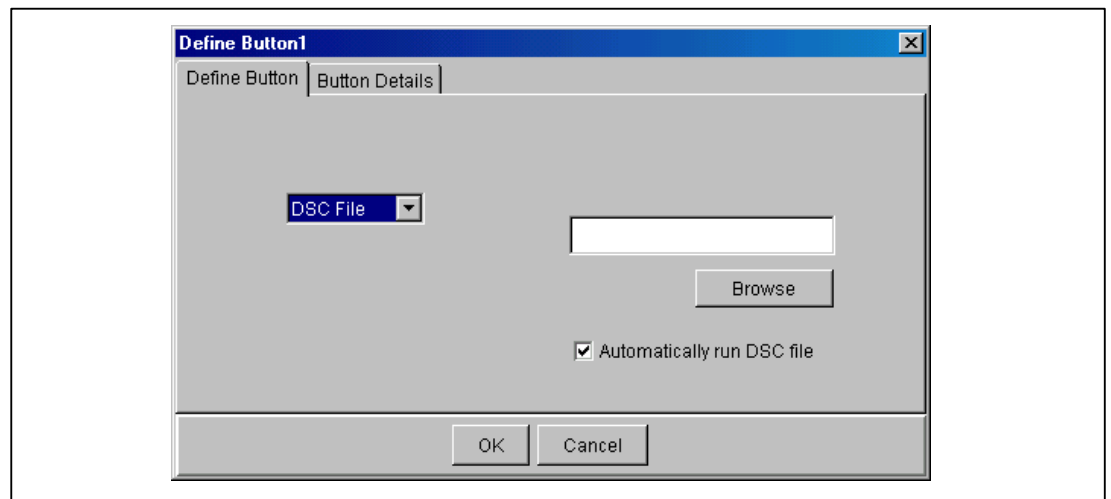 Define Button1
Define Button
Button Details
DSC File
Browse
Automatically run DSC file
OK
Cancel